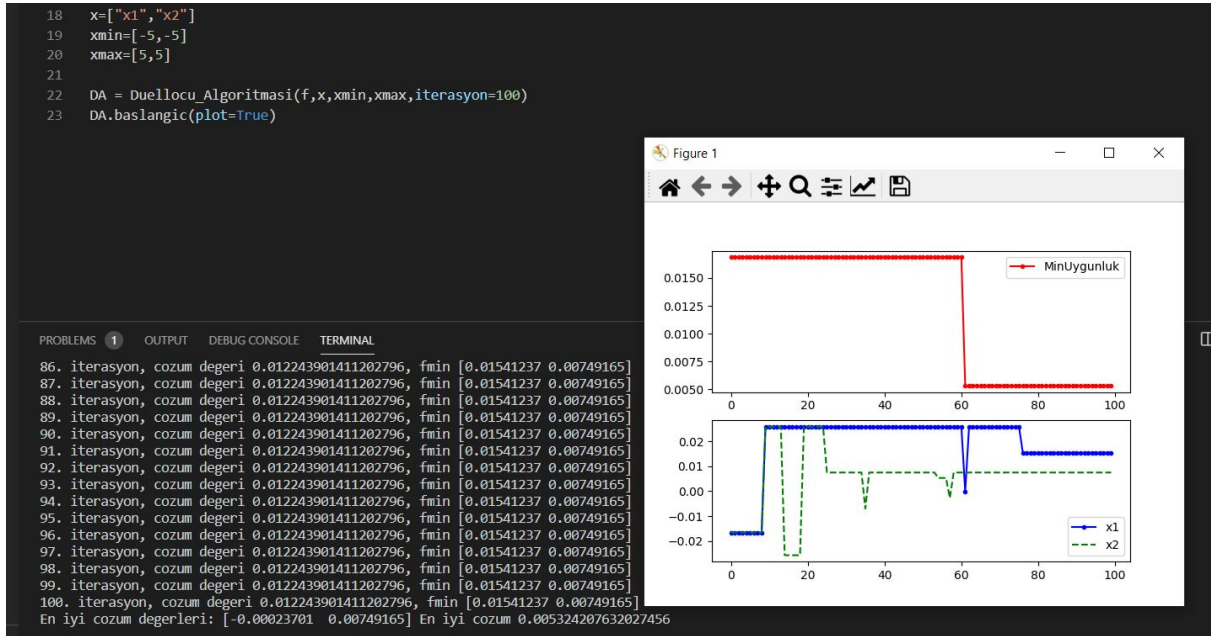 18 x=["x1","x2"]
19 xmin=[-5,-5]
20 xmax=[5,5]
21
22 DA = Duellocu_Algoritmasi(f,x,xmin,xmax,iterasyon=100)
23 DA.baslangic(plot=True)
Figure 1
MinUygunluk
0.0150
0.0125
0.0100
0.0075
0.0050
0 20 40 60 80 100
0.02
0.01
0.00
−0.01
−0.02
x1
x2
0 20 40 60 80 100
PROBLEMS 1 OUTPUT DEBUG CONSOLE TERMINAL
86. iterasyon, cozum degeri 0.012243901411202796, fmin [0.01541237 0.00749165]
87. iterasyon, cozum degeri 0.012243901411202796, fmin [0.01541237 0.00749165]
88. iterasyon, cozum degeri 0.012243901411202796, fmin [0.01541237 0.00749165]
89. iterasyon, cozum degeri 0.012243901411202796, fmin [0.01541237 0.00749165]
90. iterasyon, cozum degeri 0.012243901411202796, fmin [0.01541237 0.00749165]
91. iterasyon, cozum degeri 0.012243901411202796, fmin [0.01541237 0.00749165]
92. iterasyon, cozum degeri 0.012243901411202796, fmin [0.01541237 0.00749165]
93. iterasyon, cozum degeri 0.012243901411202796, fmin [0.01541237 0.00749165]
94. iterasyon, cozum degeri 0.012243901411202796, fmin [0.01541237 0.00749165]
95. iterasyon, cozum degeri 0.012243901411202796, fmin [0.01541237 0.00749165]
96. iterasyon, cozum degeri 0.012243901411202796, fmin [0.01541237 0.00749165]
97. iterasyon, cozum degeri 0.012243901411202796, fmin [0.01541237 0.00749165]
98. iterasyon, cozum degeri 0.012243901411202796, fmin [0.01541237 0.00749165]
99. iterasyon, cozum degeri 0.012243901411202796, fmin [0.01541237 0.00749165]
100. iterasyon, cozum degeri 0.012243901411202796, fmin [0.01541237 0.00749165]
En iyi cozum degerleri: [-0.00023701  0.00749165] En iyi cozum 0.005324207632027456